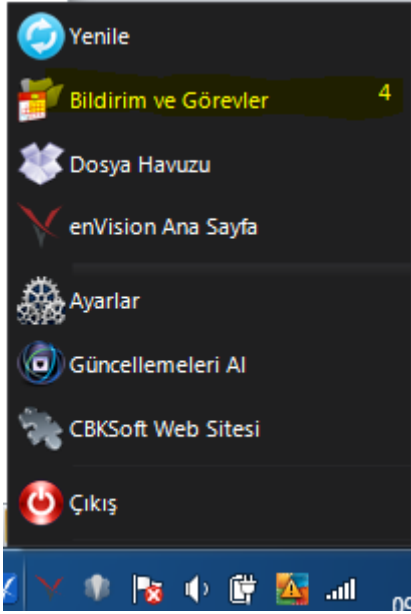 Yenile
Bildirim ve Görevler 4
Dosya Havuzu
enVision Ana Sayfa
Ayarlar
Güncellemeleri Al
CBKSoft Web Sitesi
Çıkış